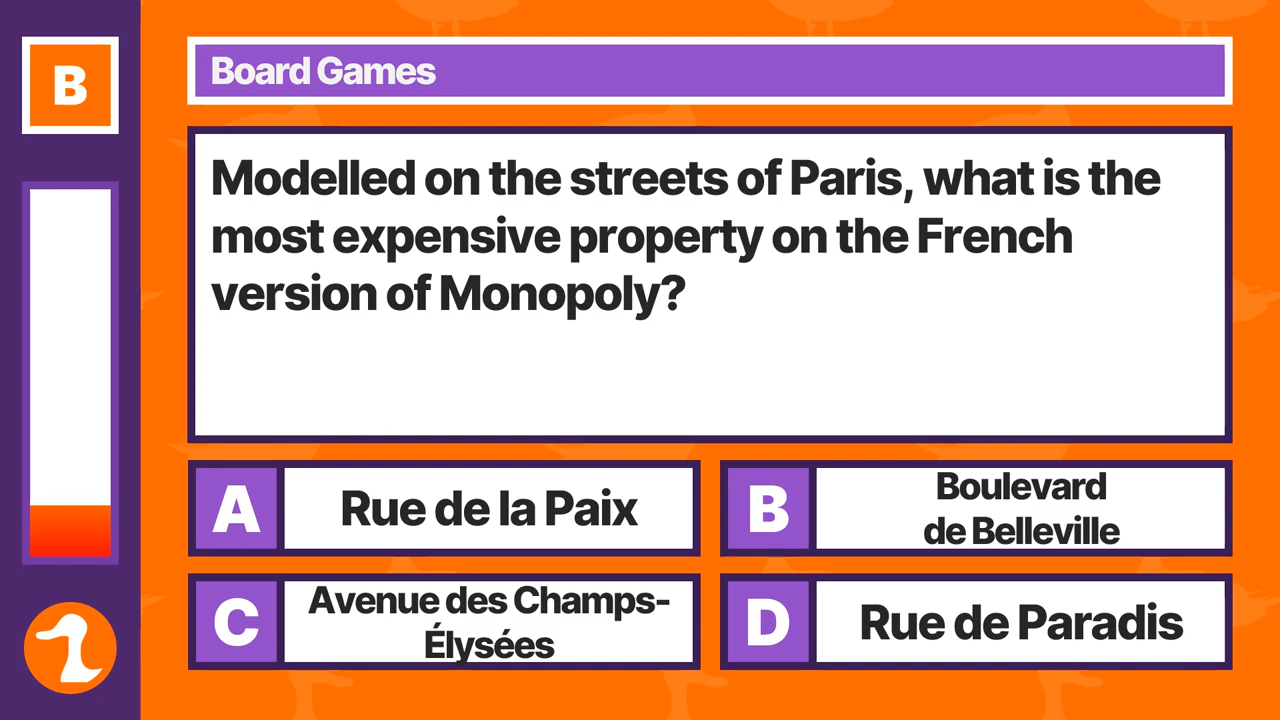 B
Board Games
Modelled on the streets of Paris, what is the
most expensive property on the French
version of Monopoly?
A
Rue de la Paix
B
Boulevard
de Belleville
C
Avenue des Champs-
Élysées
D
Rue de Paradis